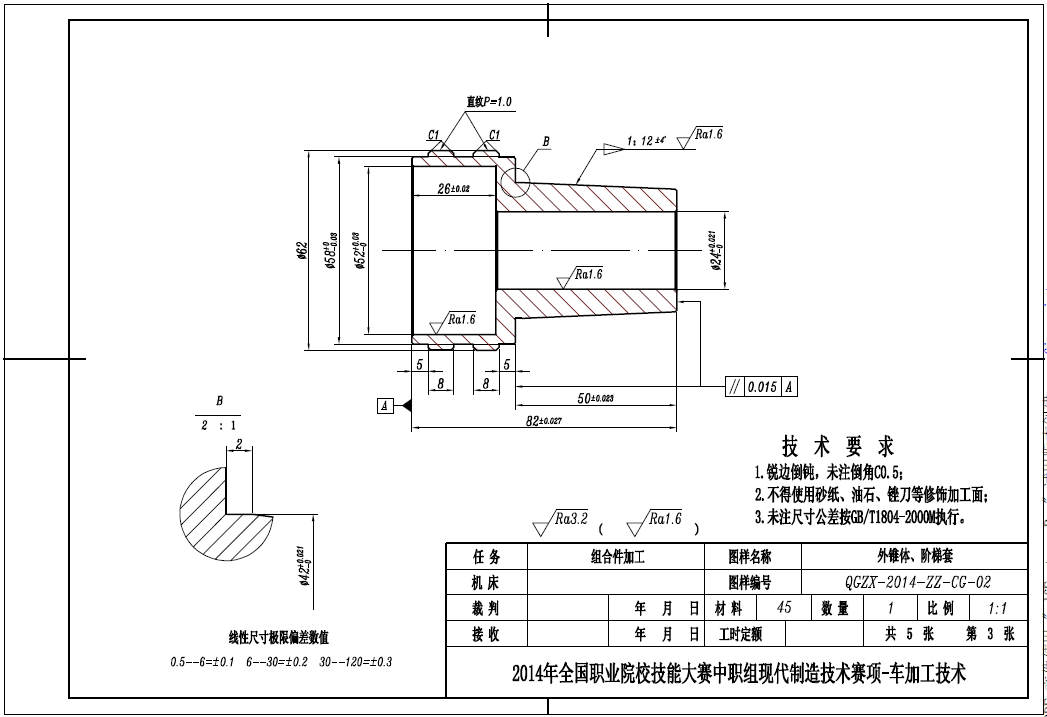 直纹P=1.0
C1
C1
B
1:12 ±4′
Ra1.6
26±0.02
ø62
ø58 ±0 -0.03
ø52 +0.03 -0
ø24 +0.021 -0
Ra1.6
Ra1.6
5
5
8
8
// 0.015 A
A
50±0.023
82±0.027
B
2 : 1
2
ø42 +0.021 -0
技 术 要 求
1.锐边倒钝，未注倒角C0.5；
2.不得使用砂纸、油石、锉刀等修饰加工面；
3.未注尺寸公差按GB/T1804-2000M执行。
Ra3.2 ( Ra1.6 )
线性尺寸极限偏差数值
0.5--6=±0.1 6--30=±0.2 30--120=±0.3
任 务 组合件加工 图样名称 外锥体、阶梯套
机 床 图样编号 QGZX-2014-ZZ-CG-02
裁 判 年 月 日 材 料 45 数 量 1 比 例 1:1
接 收 年 月 日 工时定额 共 5 张 第 3 张
2014年全国职业院校技能大赛中职组现代制造技术赛项-车加工技术